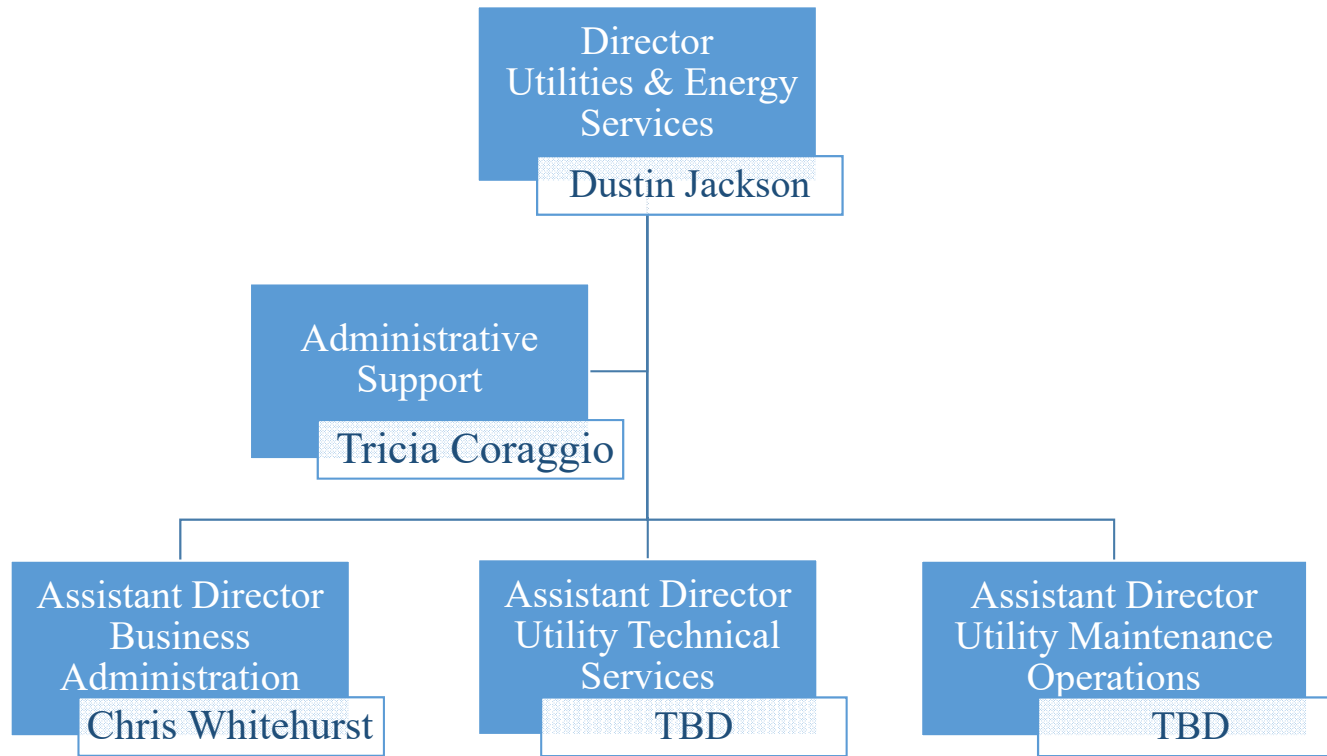 Director
Utilities & Energy
Services
Dustin Jackson
Administrative
Support
Tricia Coraggio
Assistant Director
Business
Administration
Chris Whitehurst
Assistant Director
Utility Technical
Services
TBD
Assistant Director
Utility Maintenance
Operations
TBD